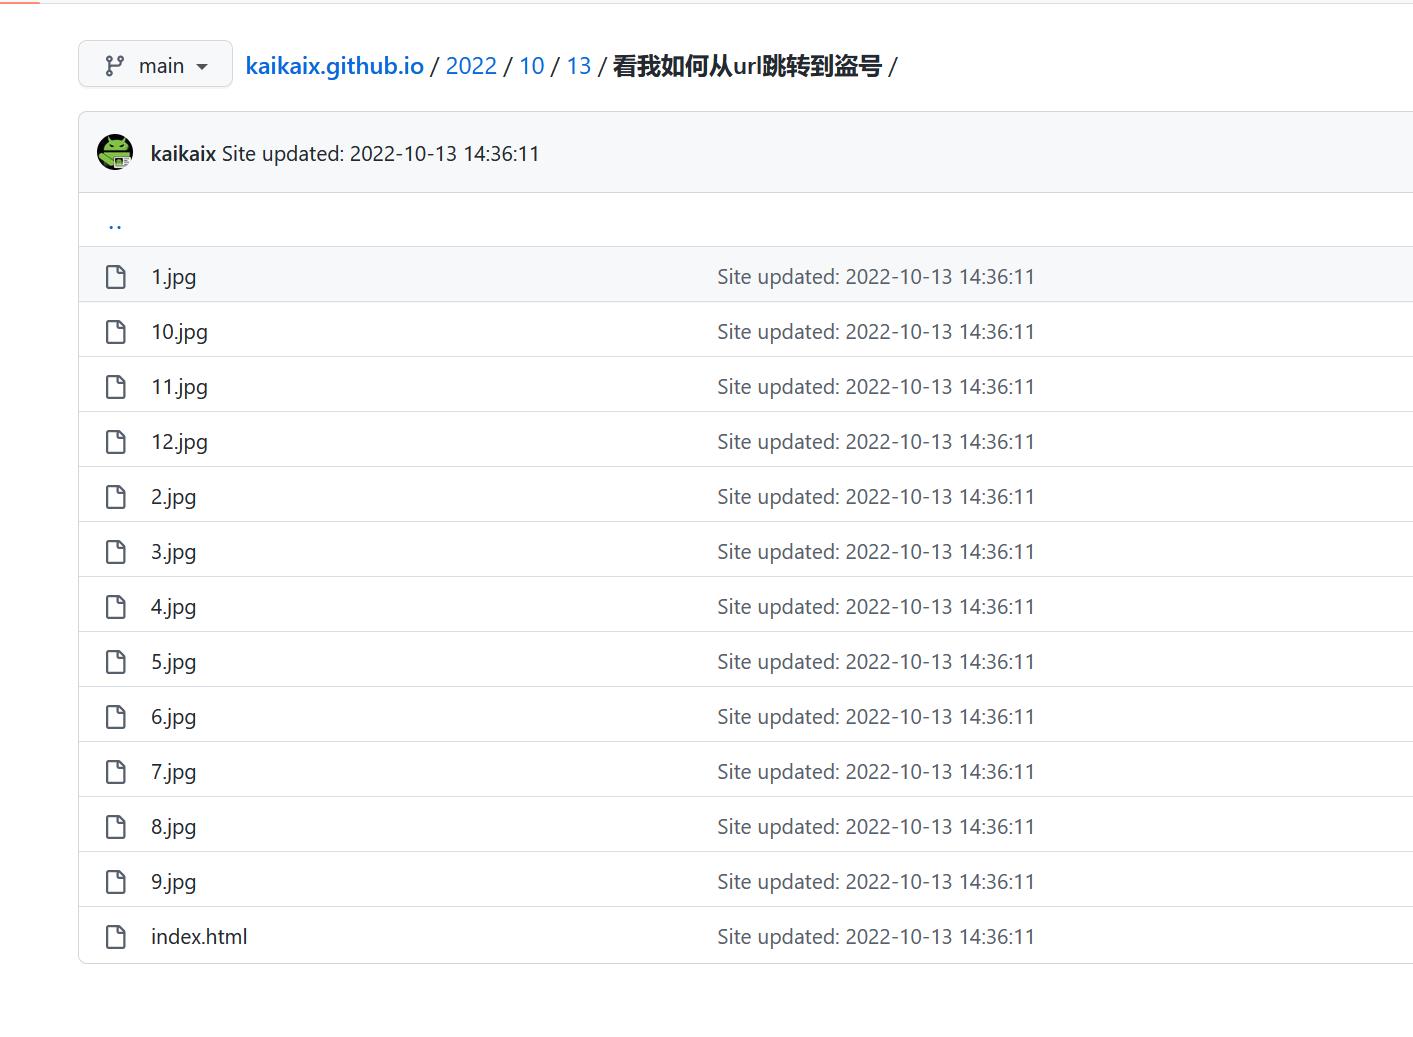 main kaikaix.github.io / 2022 / 10 / 13 / 看我如何从url跳转到盗号 /
kaikaix Site updated: 2022-10-13 14:36:11
..
1.jpg Site updated: 2022-10-13 14:36:11
10.jpg Site updated: 2022-10-13 14:36:11
11.jpg Site updated: 2022-10-13 14:36:11
12.jpg Site updated: 2022-10-13 14:36:11
2.jpg Site updated: 2022-10-13 14:36:11
3.jpg Site updated: 2022-10-13 14:36:11
4.jpg Site updated: 2022-10-13 14:36:11
5.jpg Site updated: 2022-10-13 14:36:11
6.jpg Site updated: 2022-10-13 14:36:11
7.jpg Site updated: 2022-10-13 14:36:11
8.jpg Site updated: 2022-10-13 14:36:11
9.jpg Site updated: 2022-10-13 14:36:11
index.html Site updated: 2022-10-13 14:36:11